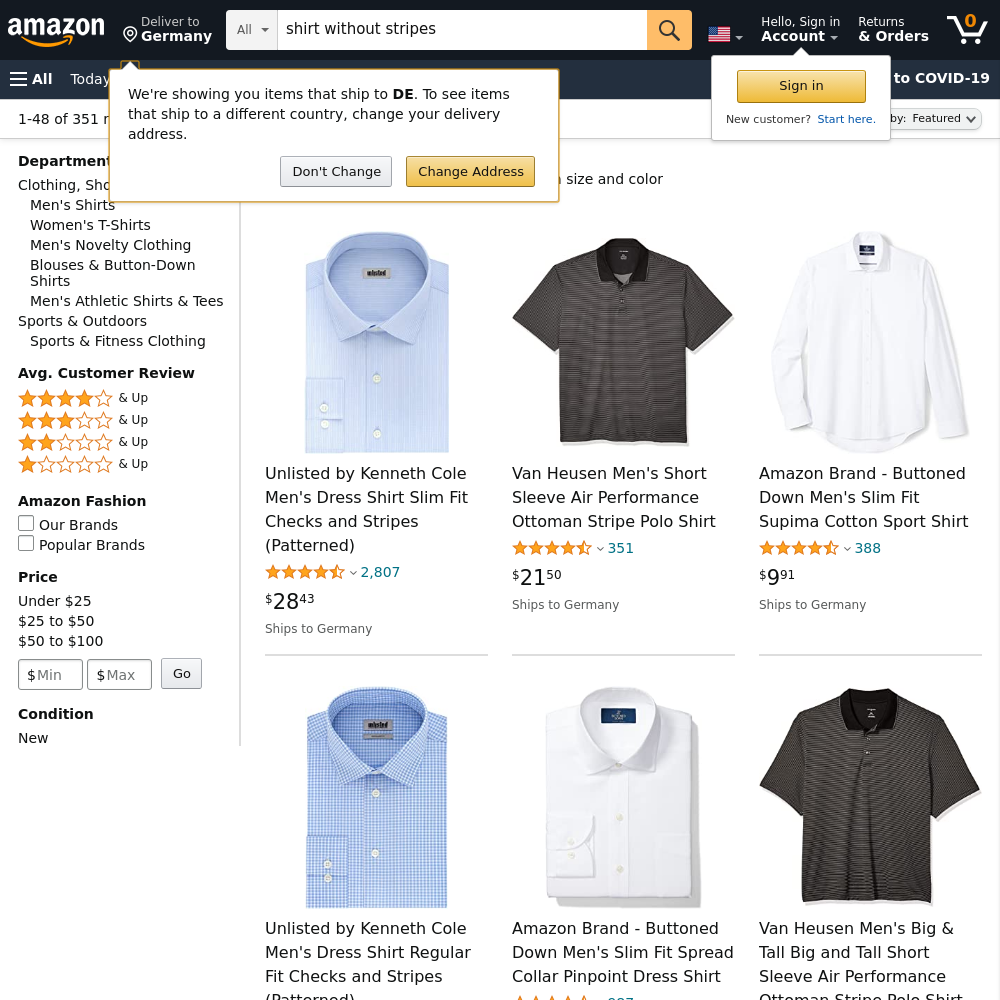 amazon
Deliver to
Germany
All
shirt without stripes
Hello, Sign in
Account
Returns
& Orders
0
All
Today
to COVID-19
We're showing you items that ship to DE. To see items
that ship to a different country, change your delivery
address.
Don't Change
Change Address
Sign in
New customer? Start here.
1-48 of 351 r
by: Featured
size and color
Department
Clothing, Sho
Men's Shirts
Women's T-Shirts
Men's Novelty Clothing
Blouses & Button-Down
Shirts
Men's Athletic Shirts & Tees
Sports & Outdoors
Sports & Fitness Clothing
Avg. Customer Review
& Up
& Up
& Up
& Up
Amazon Fashion
Our Brands
Popular Brands
Price
Under $25
$25 to $50
$50 to $100
$ Min
$ Max
Go
Condition
New
unlisted
Unlisted by Kenneth Cole
Men's Dress Shirt Slim Fit
Checks and Stripes
(Patterned)
2,807
$28 43
Ships to Germany
Van Heusen Men's Short
Sleeve Air Performance
Ottoman Stripe Polo Shirt
351
$21 50
Ships to Germany
Amazon Brand - Buttoned
Down Men's Slim Fit
Supima Cotton Sport Shirt
388
$9 91
Ships to Germany
unlisted
Unlisted by Kenneth Cole
Men's Dress Shirt Regular
Fit Checks and Stripes
(Patterned)
Amazon Brand - Buttoned
Down Men's Slim Fit Spread
Collar Pinpoint Dress Shirt
Van Heusen Men's Big &
Tall Big and Tall Short
Sleeve Air Performance
Ottoman Stripe Polo Shirt